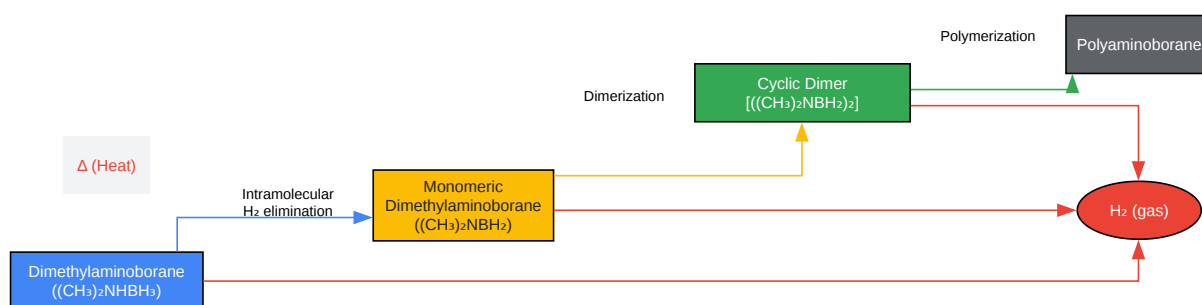 Polymerization
Polyaminoborane
Cyclic Dimer
[((CH₃)₂NBH₂)₂]
Dimerization
Δ (Heat)
Intramolecular
H₂ elimination
Monomeric
Dimethylaminoborane
((CH₃)₂NBH₂)
H₂ (gas)
Dimethylaminoborane
((CH₃)₂NHBH₃)